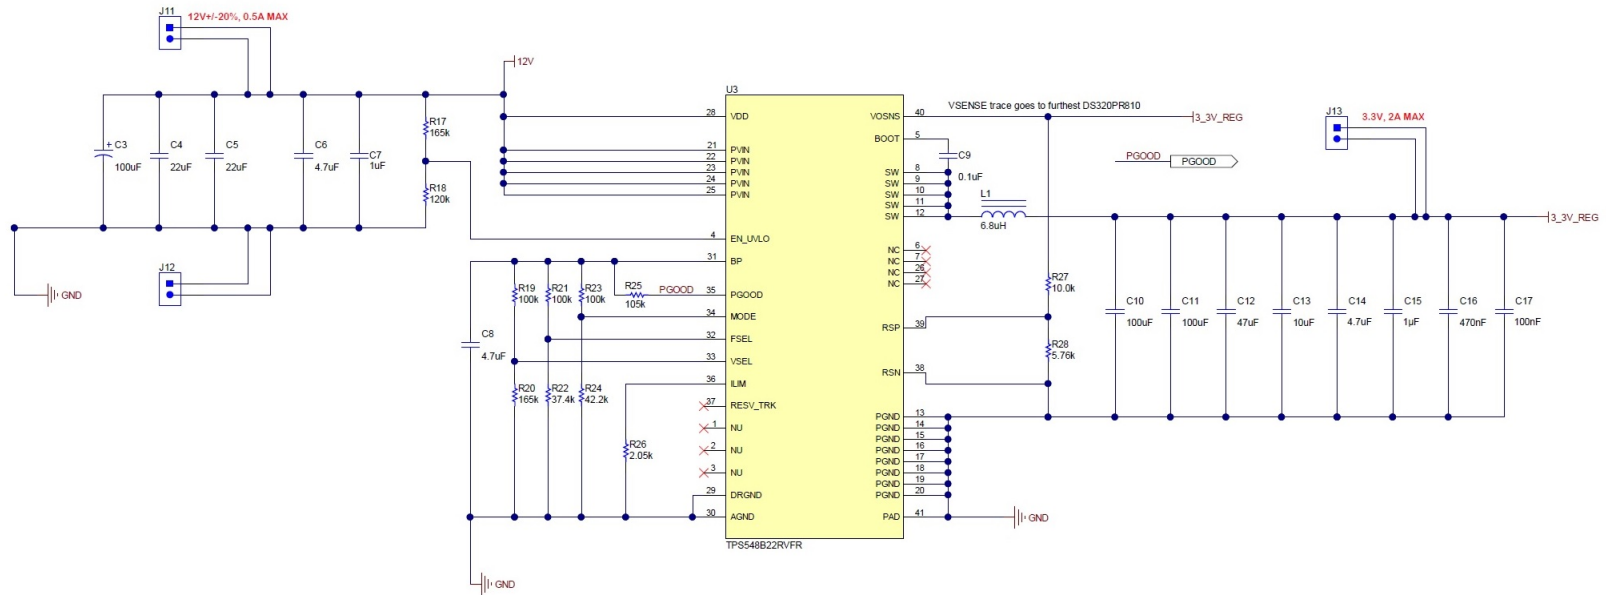 J11
12V+/-20%, 0.5A MAX
12V
C3
+
100uF
C4
22uF
C5
22uF
C6
4.7uF
C7
1uF
R17
165k
R18
120k
J12
GND
U3
28 VDD
21 PVIN
22 PVIN
23 PVIN
24 PVIN
25 PVIN
4 EN_UVLO
31 BP
35 PGOOD
34 MODE
32 FSEL
33 VSEL
36 ILIM
37 RESV_TRK
1 NU
2 NU
3 NU
29 DRGND
30 AGND
TPS548B22RVFR
R19
100k
R21
100k
R23
100k
R25
105k
PGOOD
C8
4.7uF
R20
165k
R22
37.4k
R24
42.2k
R26
2.05k
GND
VOSNS 40
BOOT 5
SW 8
SW 9
SW 10
SW 11
SW 12
NC 6
NC 7
NC 26
NC 27
RSP 39
RSN 38
PGND 13
PGND 14
PGND 15
PGND 16
PGND 17
PGND 18
PGND 19
PGND 20
PAD 41
GND
VSENSE trace goes to furthest DS320PR810
3_3V_REG
C9
0.1uF
L1
6.8uH
PGOOD
PGOOD
R27
10.0k
R28
5.76k
J13
3.3V, 2A MAX
3_3V_REG
C10
100uF
C11
100uF
C12
47uF
C13
10uF
C14
4.7uF
C15
1µF
C16
470nF
C17
100nF